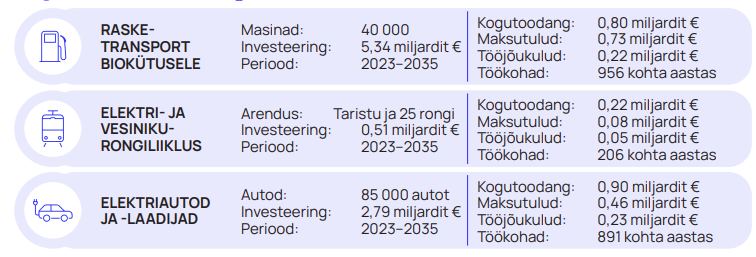 RASKE-
TRANSPORT
BIOKÜTUSELE
Masinad: 40 000
Investeering: 5,34 miljardit €
Periood: 2023–2035
Kogutoodang: 0,80 miljardit €
Maksutulud: 0,73 miljardit €
Tööjõukulud: 0,22 miljardit €
Töökohad: 956 kohta aastas
ELEKTRI- JA
VESINIKU-
RONGILIIKLUS
Arendus: Taristu ja 25 rongi
Investeering: 0,51 miljardit €
Periood: 2023–2035
Kogutoodang: 0,22 miljardit €
Maksutulud: 0,08 miljardit €
Tööjõukulud: 0,05 miljardit €
Töökohad: 206 kohta aastas
ELEKTRIAUTOD
JA -LAADIJAD
Autod: 85 000 autot
Investeering: 2,79 miljardit €
Periood: 2023–2035
Kogutoodang: 0,90 miljardit €
Maksutulud: 0,46 miljardit €
Tööjõukulud: 0,23 miljardit €
Töökohad: 891 kohta aastas